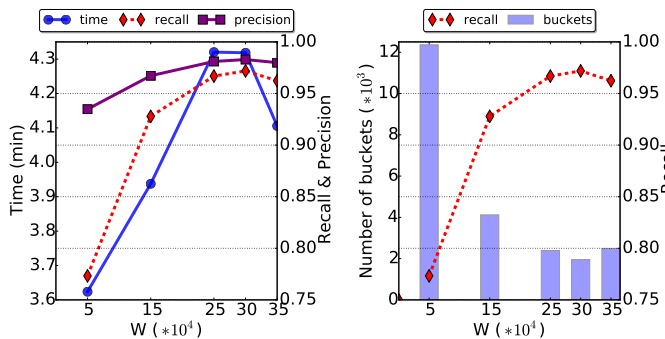 time recall precision
4.3
4.2
4.1
4.0
3.9
3.8
3.7
3.6
Time (min)
1.00
0.95
0.90
0.85
0.80
0.75
Recall & Precision
5 15 25 30 35
W (*10^4)
recall buckets
12
10
8
6
4
2
0
Number of buckets (*10^3)
1.00
0.95
0.90
0.85
0.80
0.75
Recall
5 15 25 30 35
W (*10^4)